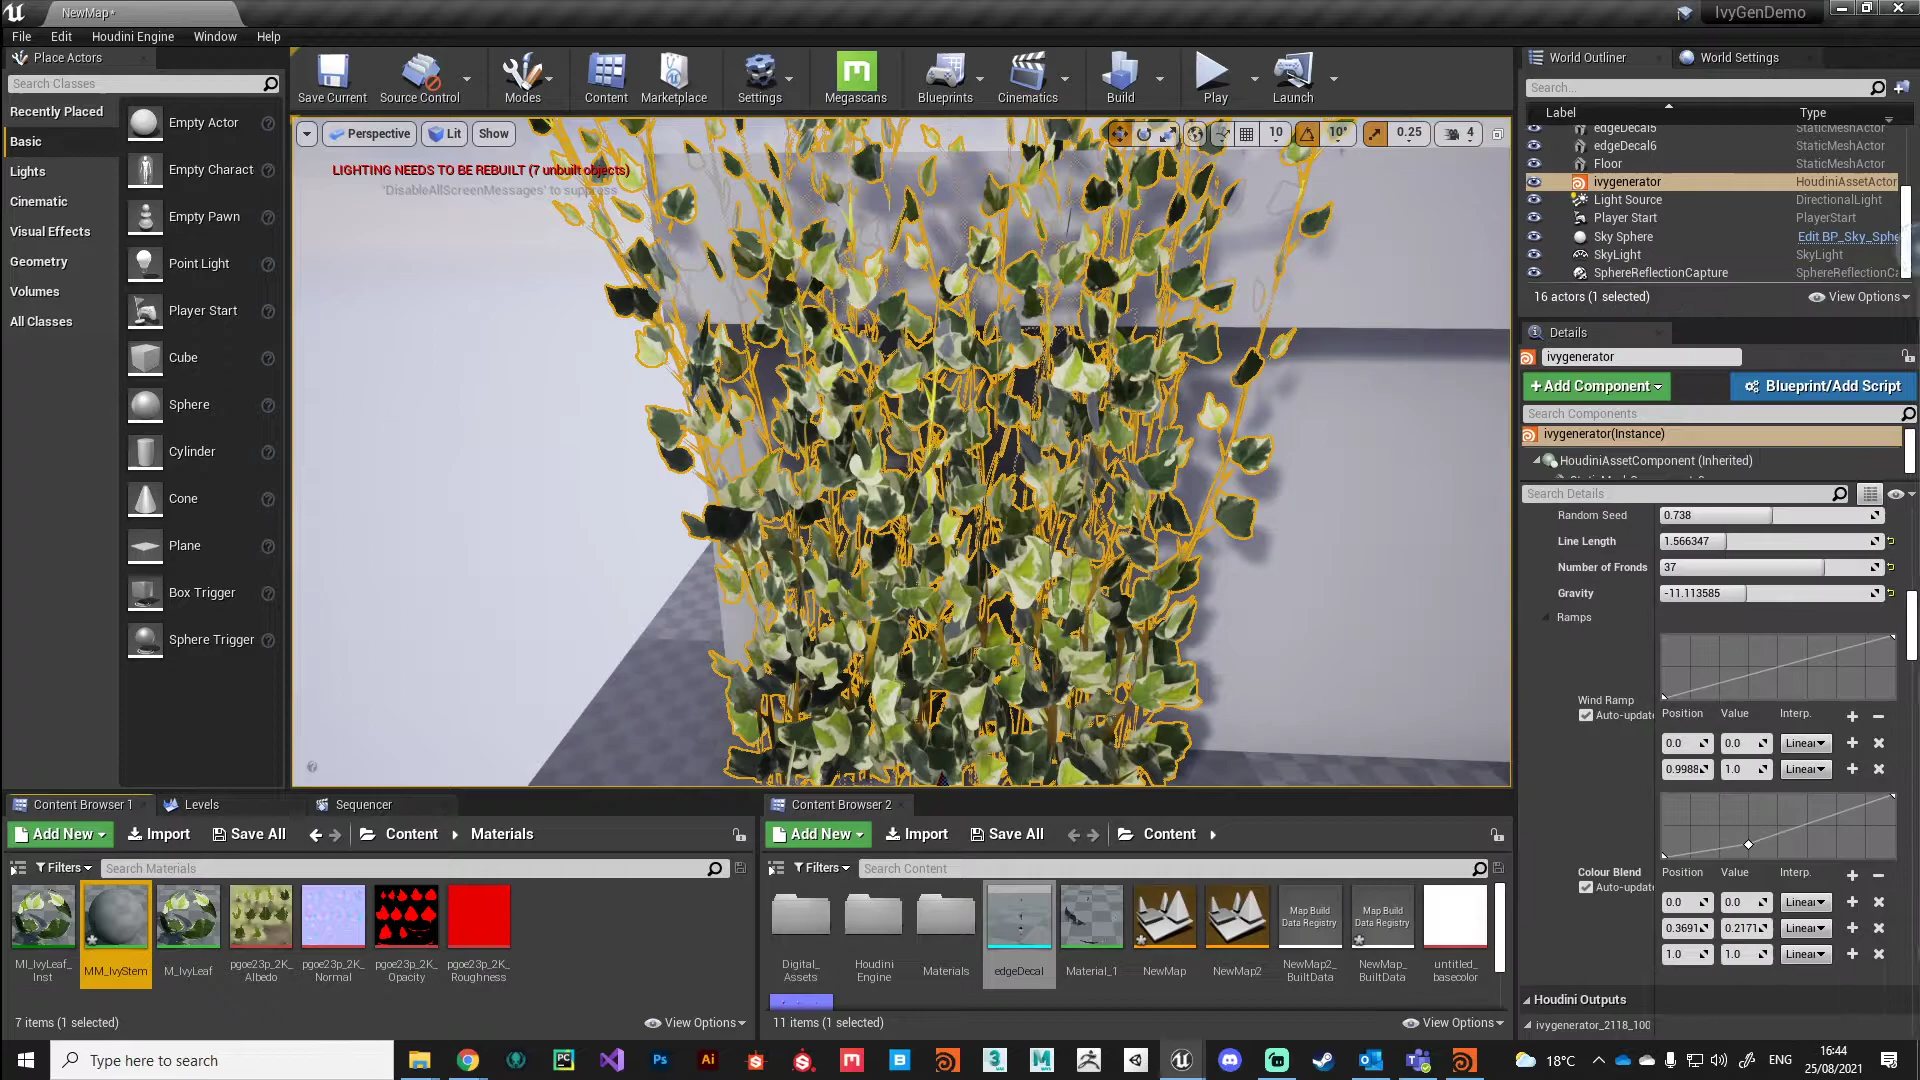 NewMap*
IvyGenDemo
File Edit Houdini Engine Window Help
Place Actors
Search Classes
Recently Placed
Basic
Lights
Cinematic
Visual Effects
Geometry
Volumes
All Classes
Empty Actor
Empty Charact
Empty Pawn
Point Light
Player Start
Cube
Sphere
Cylinder
Cone
Plane
Box Trigger
Sphere Trigger
Save Current Source Control Modes Content Marketplace Settings Megascans Blueprints Cinematics Build Play Launch
Perspective Lit Show 10 10° 0.25 4
LIGHTING NEEDS TO BE REBUILT (7 unbuilt objects)
'DisableAllScreenMessages' to suppress
World Outliner World Settings
Search...
Label Type
edgeDecal5 StaticMeshActor
edgeDecal6 StaticMeshActor
Floor StaticMeshActor
ivygenerator HoudiniAssetActor
Light Source DirectionalLight
Player Start PlayerStart
Sky Sphere Edit BP_Sky_Sphe
SkyLight SkyLight
SphereReflectionCapture SphereReflectionCa
16 actors (1 selected) View Options
Details
ivygenerator
+Add Component Blueprint/Add Script
Search Components
ivygenerator(Instance)
HoudiniAssetComponent (Inherited)
Search Details
Random Seed 0.738
Line Length 1.566347
Number of Fronds 37
Gravity -11.113585
Ramps
Wind Ramp
Auto-update Position Value Interp.
0.0 0.0 Linear
0.9988 1.0 Linear
Colour Blend Position Value Interp.
Auto-update
0.0 0.0 Linear
0.3691 0.2171 Linear
1.0 1.0 Linear
Houdini Outputs
ivygenerator_2118_100
Content Browser 1 Levels Sequencer
Add New Import Save All Content Materials
Filters Search Materials
MI_IvyLeaf_Inst
MM_IvyStem
M_IvyLeaf
pgoe23p_2K_Albedo
pgoe23p_2K_Normal
pgoe23p_2K_Opacity
pgoe23p_2K_Roughness
7 items (1 selected) View Options
Content Browser 2
Add New Import Save All Content
Filters Search Content
Map Build Data Registry
Map Build Data Registry
Digital_Assets
Houdini Engine
Materials
edgeDecal
Material_1
NewMap
NewMap2
NewMap2_BuiltData
NewMap_BuiltData
untitled_basecolor
11 items (1 selected) View Options
Type here to search
18°C ENG
16:44
25/08/2021